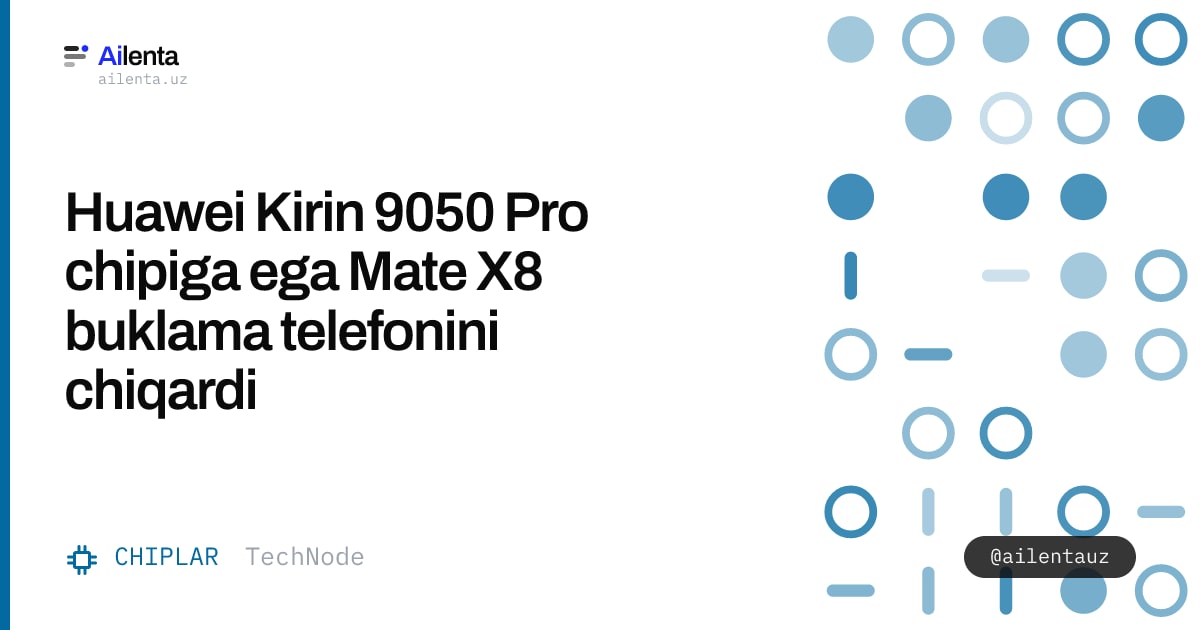 Ailenta
ailenta.uz
Huawei Kirin 9050 Pro
chipiga ega Mate X8
buklama telefonini
chiqardi
CHIPLAR TechNode
@ailentauz